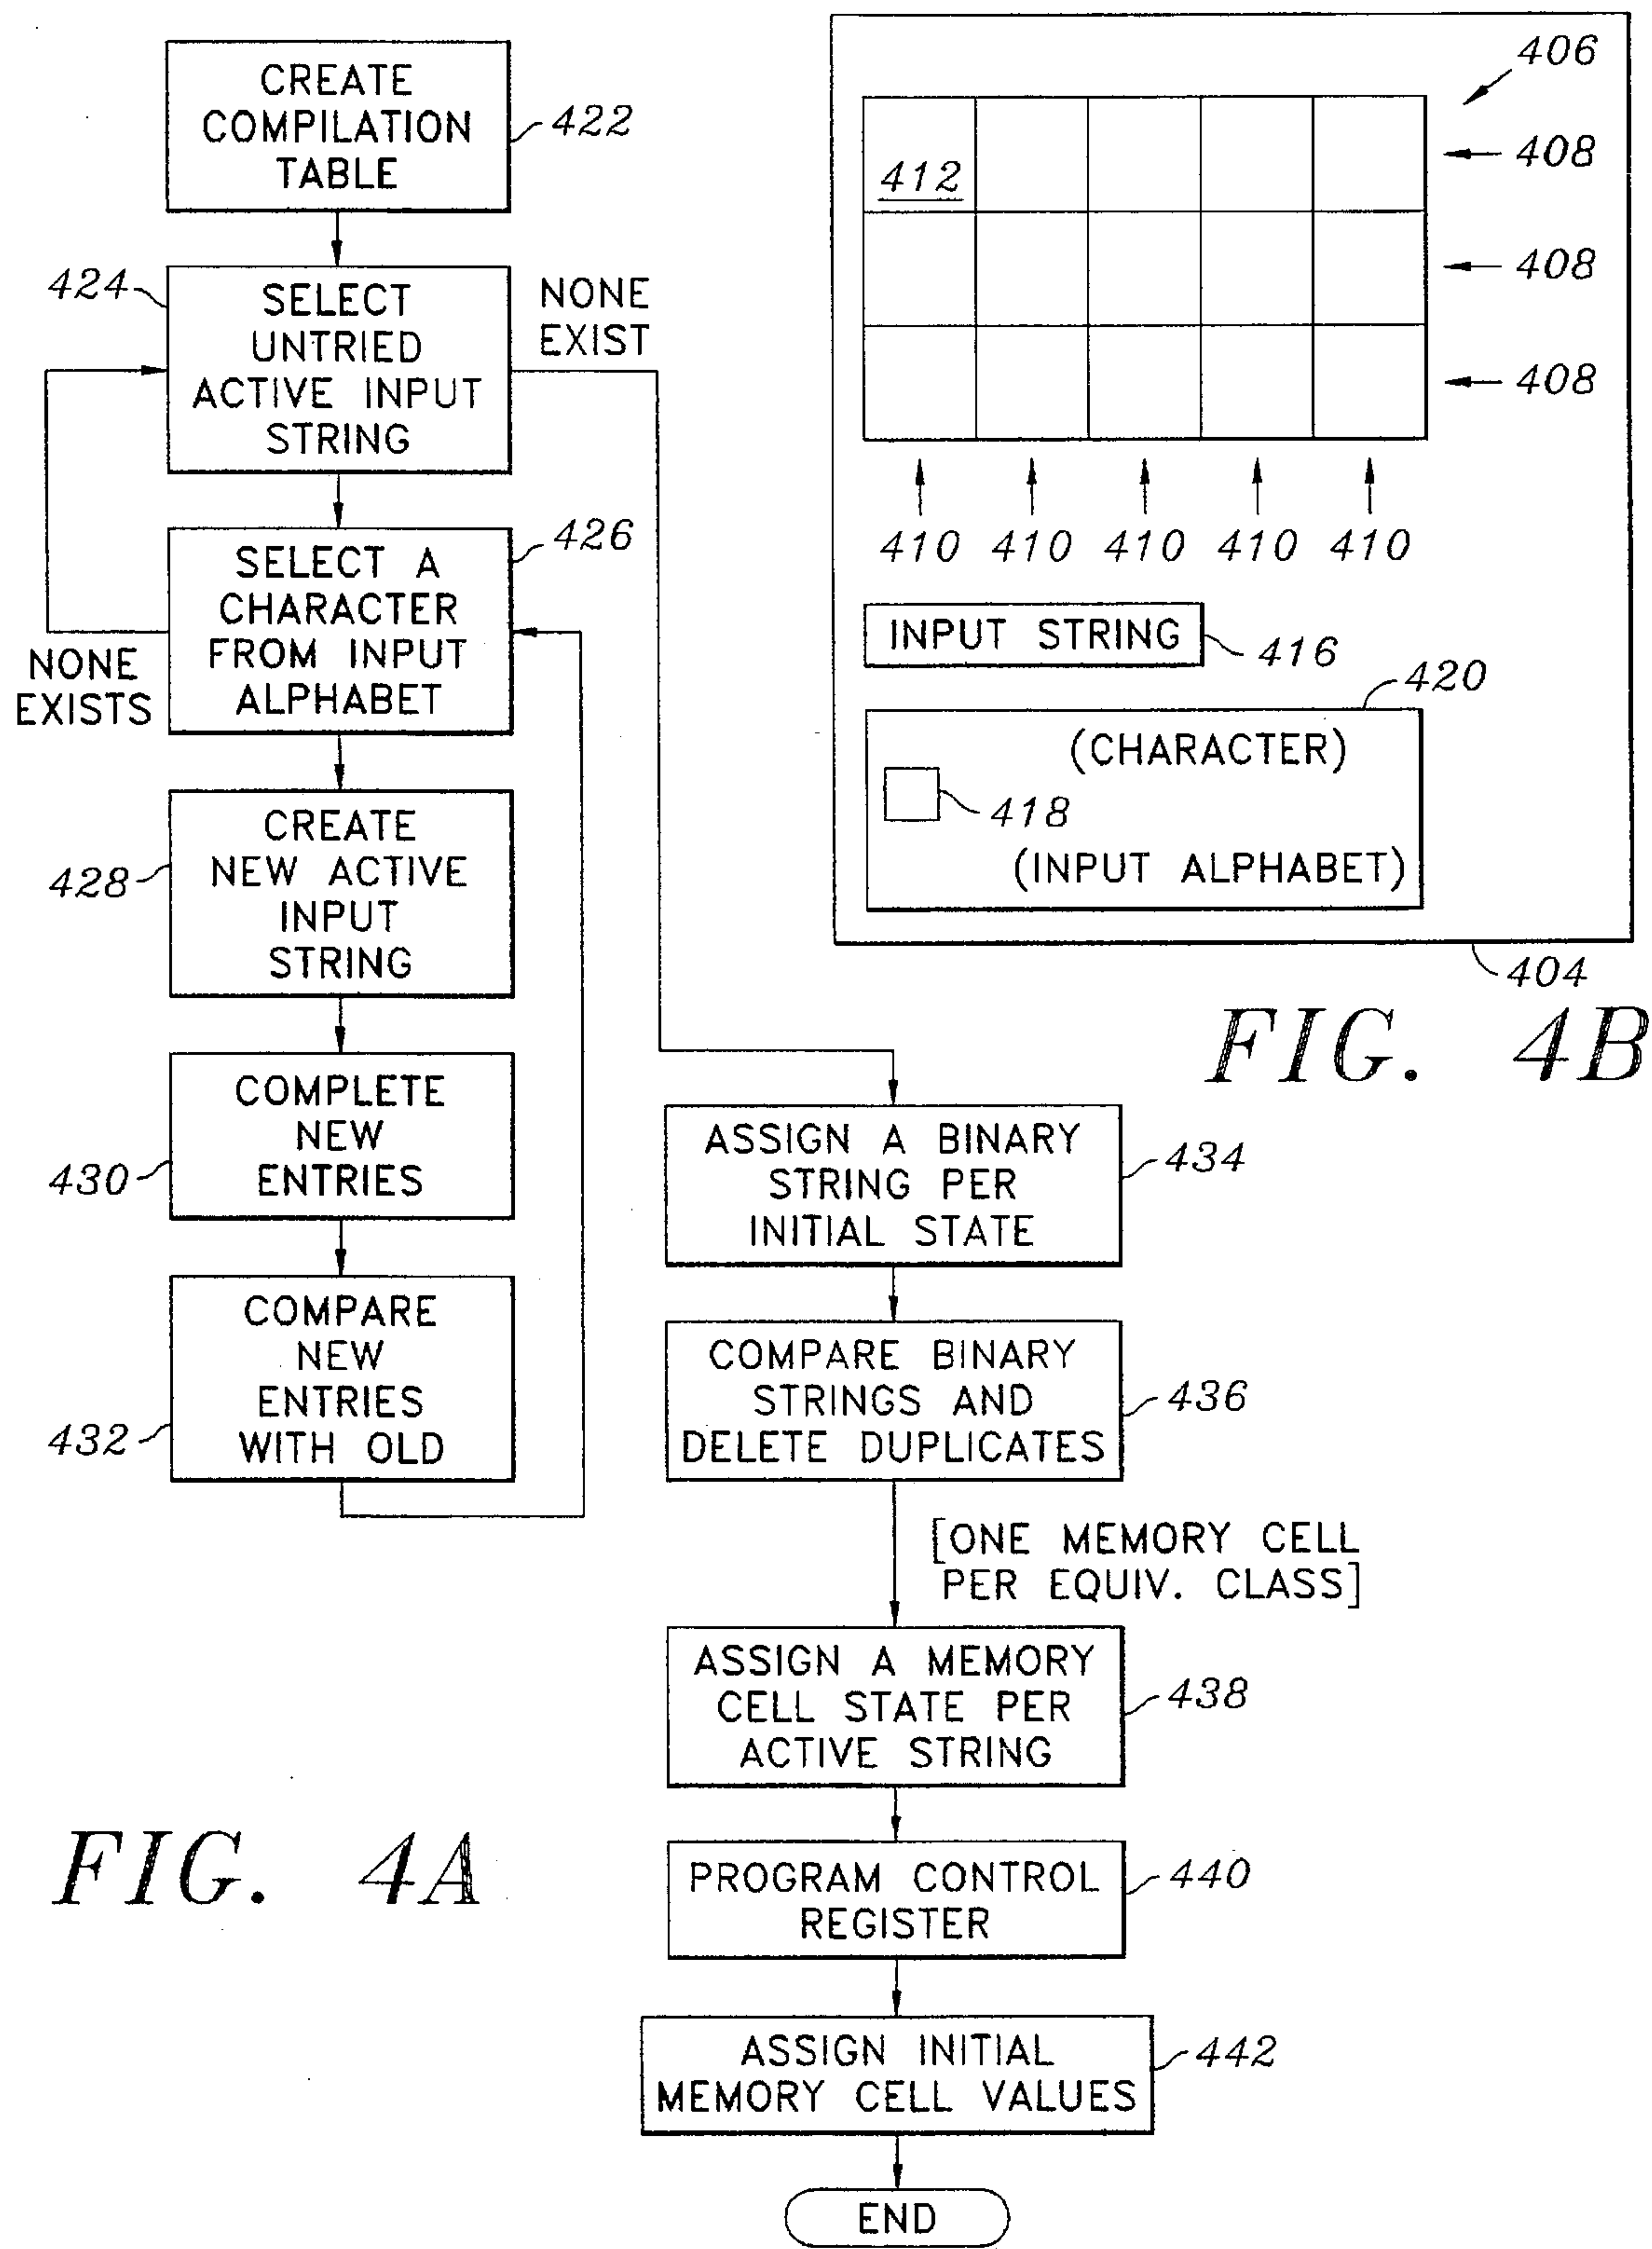 CREATE
COMPILATION
TABLE
422
424
SELECT
UNTRIED
ACTIVE INPUT
STRING
NONE
EXIST
426
SELECT A
CHARACTER
FROM INPUT
ALPHABET
NONE
EXISTS
428
CREATE
NEW ACTIVE
INPUT
STRING
430
COMPLETE
NEW
ENTRIES
432
COMPARE
NEW
ENTRIES
WITH OLD
FIG. 4A
406
412
408
408
408
410 410 410 410 410
INPUT STRING
416
420
(CHARACTER)
418
(INPUT ALPHABET)
404
FIG. 4B
ASSIGN A BINARY
STRING PER
INITIAL STATE
434
COMPARE BINARY
STRINGS AND
DELETE DUPLICATES
436
[ONE MEMORY CELL
PER EQUIV. CLASS]
ASSIGN A MEMORY
CELL STATE PER
ACTIVE STRING
438
PROGRAM CONTROL
REGISTER
440
ASSIGN INITIAL
MEMORY CELL VALUES
442
END